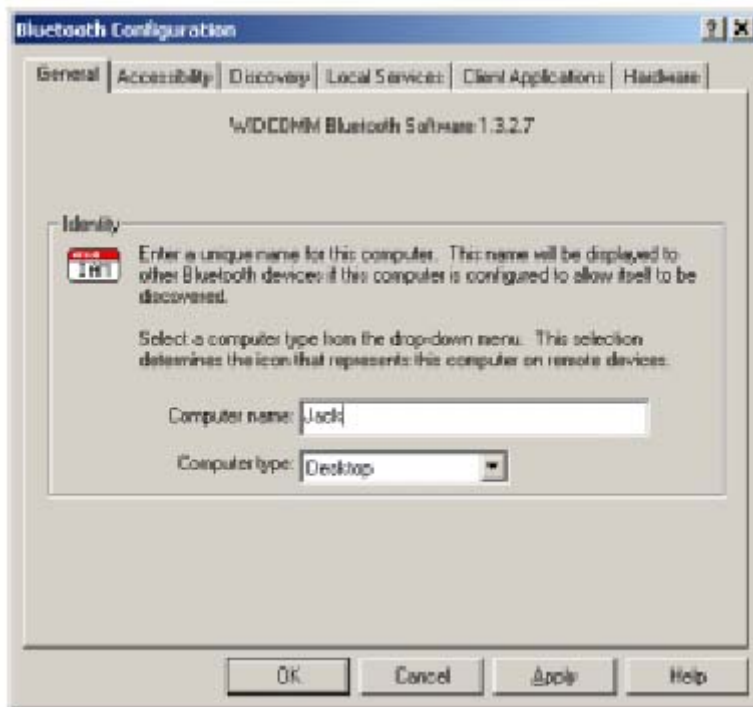 Bluetooth Configuration
General Accessibility Discovery Local Services Client Applications Hardware
WIDCOMM Bluetooth Software 1.3.2.7
Identity
Enter a unique name for this computer. This name will be displayed to
other Bluetooth devices if this computer is configured to allow itself to be
discovered.
Select a computer type from the drop-down menu. This selection
determines the icon that represents this computer on remote devices.
Computer name: Jack
Computer type: Desktop
OK Cancel Apply Help